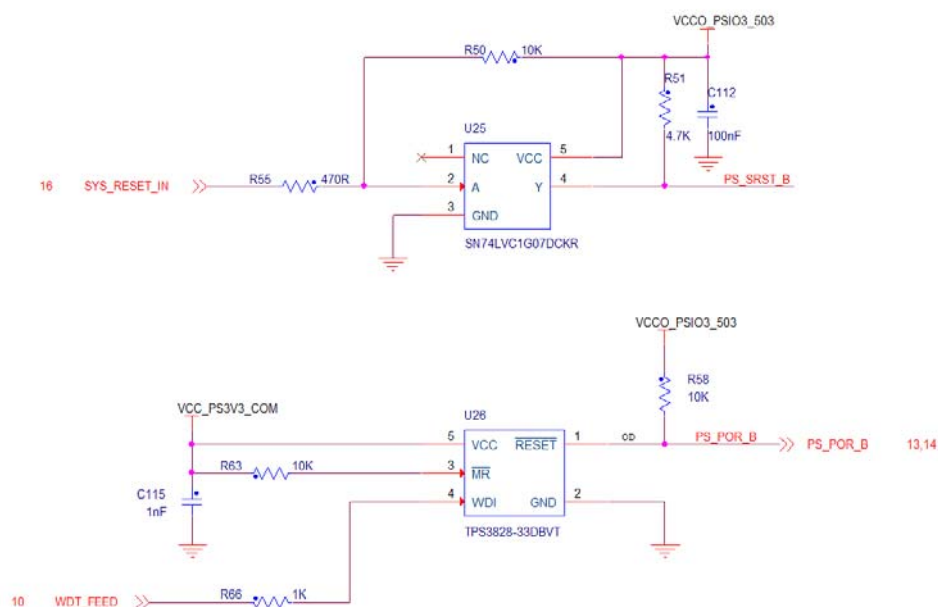 VCCO_PSIO3_503
R50 10K
R51
C112
U25
4.7K 100nF
1 NC VCC 5
16 SYS_RESET_IN R55 470R 2 A Y 4 PS_SRST_B
3 GND
SN74LVC1G07DCKR
VCCO_PSIO3_503
R58
10K
VCC_PS3V3_COM
U26
5 VCC RESET 1 OD PS_POR_B PS_POR_B 13,14
R63 10K 3 MR
C115
1nF
4 WDI GND 2
TPS3828-33DBVT
10 WDT_FEED R66 1K